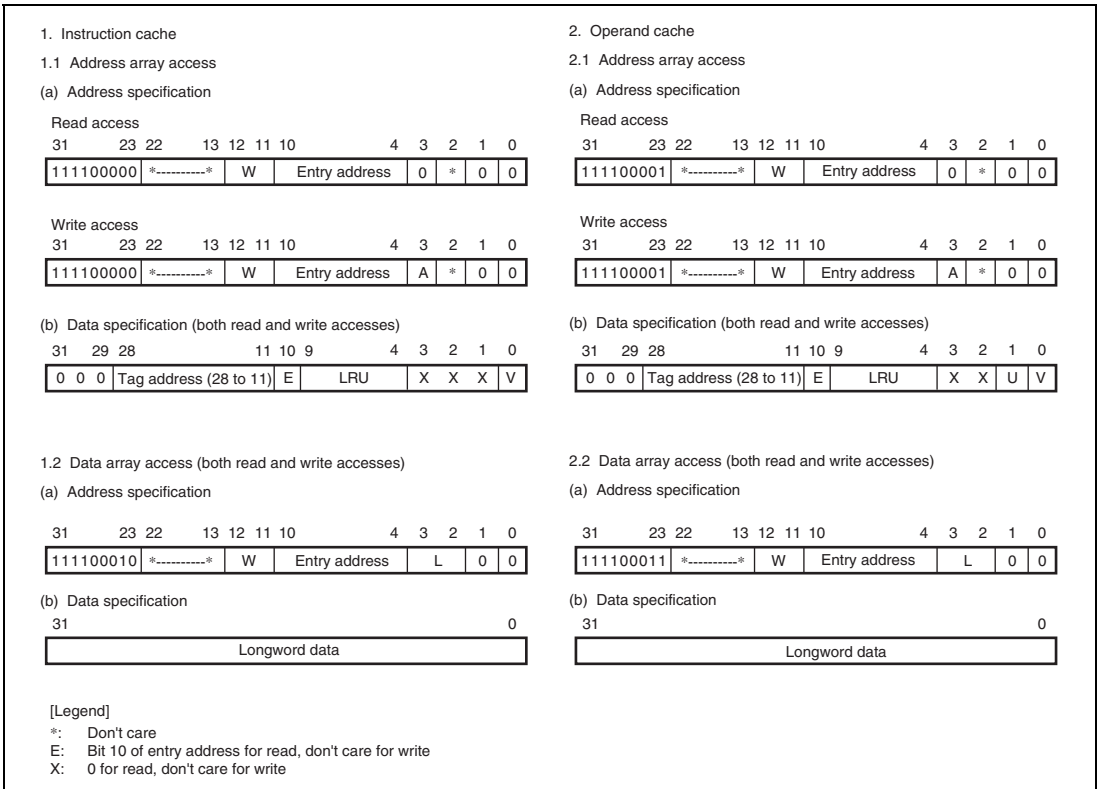 1. Instruction cache
1.1 Address array access
(a) Address specification
Read access
31 23 22 13 12 11 10 4 3 2 1 0
111100000 *----------* W Entry address 0 * 0 0
Write access
31 23 22 13 12 11 10 4 3 2 1 0
111100000 *----------* W Entry address A * 0 0
(b) Data specification (both read and write accesses)
31 29 28 11 10 9 4 3 2 1 0
0 0 0 Tag address (28 to 11) E LRU X X X V
1.2 Data array access (both read and write accesses)
(a) Address specification
31 23 22 13 12 11 10 4 3 2 1 0
111100010 *----------* W Entry address L 0 0
(b) Data specification
31 0
Longword data
2. Operand cache
2.1 Address array access
(a) Address specification
Read access
31 23 22 13 12 11 10 4 3 2 1 0
111100001 *----------* W Entry address 0 * 0 0
Write access
31 23 22 13 12 11 10 4 3 2 1 0
111100001 *----------* W Entry address A * 0 0
(b) Data specification (both read and write accesses)
31 29 28 11 10 9 4 3 2 1 0
0 0 0 Tag address (28 to 11) E LRU X X U V
2.2 Data array access (both read and write accesses)
(a) Address specification
31 23 22 13 12 11 10 4 3 2 1 0
111100011 *----------* W Entry address L 0 0
(b) Data specification
31 0
Longword data
[Legend]
*: Don't care
E: Bit 10 of entry address for read, don't care for write
X: 0 for read, don't care for write